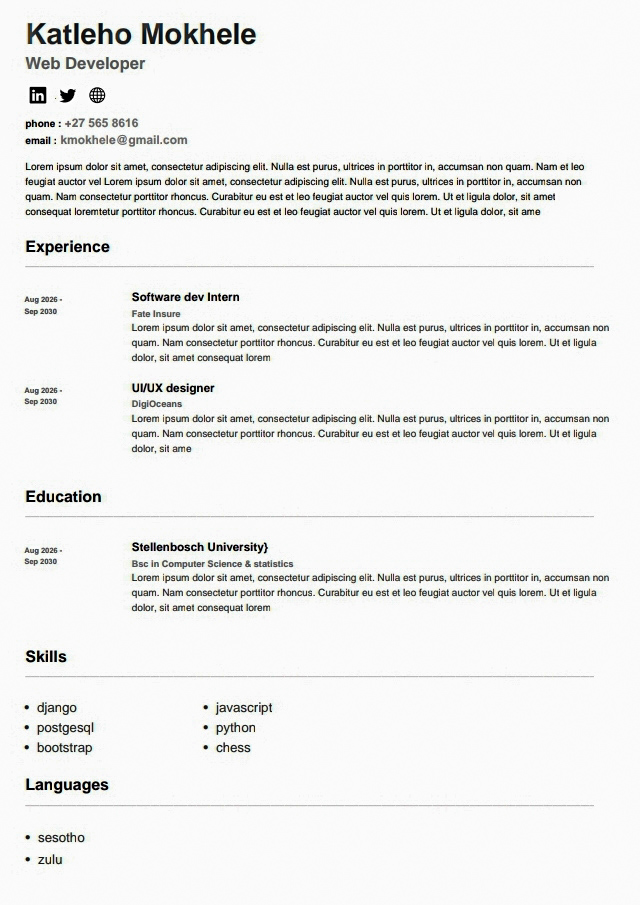 Katleho Mokhele
Web Developer
in
phone : +27 565 8616
email : kmokhele@gmail.com
Lorem ipsum dolor sit amet, consectetur adipiscing elit. Nulla est purus, ultrices in porttitor in, accumsan non quam. Nam et leo
feugiat auctor vel Lorem ipsum dolor sit amet, consectetur adipiscing elit. Nulla est purus, ultrices in porttitor in, accumsan non
quam. Nam consectetur porttitor rhoncus. Curabitur eu est et leo feugiat auctor vel quis lorem. Ut et ligula dolor, sit amet
consequat loremtetur porttitor rhoncus. Curabitur eu est et leo feugiat auctor vel quis lorem. Ut et ligula dolor, sit ame
Experience
Aug 2026 -
Sep 2030
Software dev Intern
Fate Insure
Lorem ipsum dolor sit amet, consectetur adipiscing elit. Nulla est purus, ultrices in porttitor in, accumsan non
quam. Nam consectetur porttitor rhoncus. Curabitur eu est et leo feugiat auctor vel quis lorem. Ut et ligula
dolor, sit amet consequat lorem
Aug 2026 -
Sep 2030
UI/UX designer
DigiOceans
Lorem ipsum dolor sit amet, consectetur adipiscing elit. Nulla est purus, ultrices in porttitor in, accumsan non
quam. Nam consectetur porttitor rhoncus. Curabitur eu est et leo feugiat auctor vel quis lorem. Ut et ligula
dolor, sit ame
Education
Aug 2026 -
Sep 2030
Stellenbosch University}
Bsc in Computer Science & statistics
Lorem ipsum dolor sit amet, consectetur adipiscing elit. Nulla est purus, ultrices in porttitor in, accumsan non
quam. Nam consectetur porttitor rhoncus. Curabitur eu est et leo feugiat auctor vel quis lorem. Ut et ligula
dolor, sit amet consequat lorem
Skills
• django
• postgesql
• bootstrap
• javascript
• python
• chess
Languages
• sesotho
• zulu